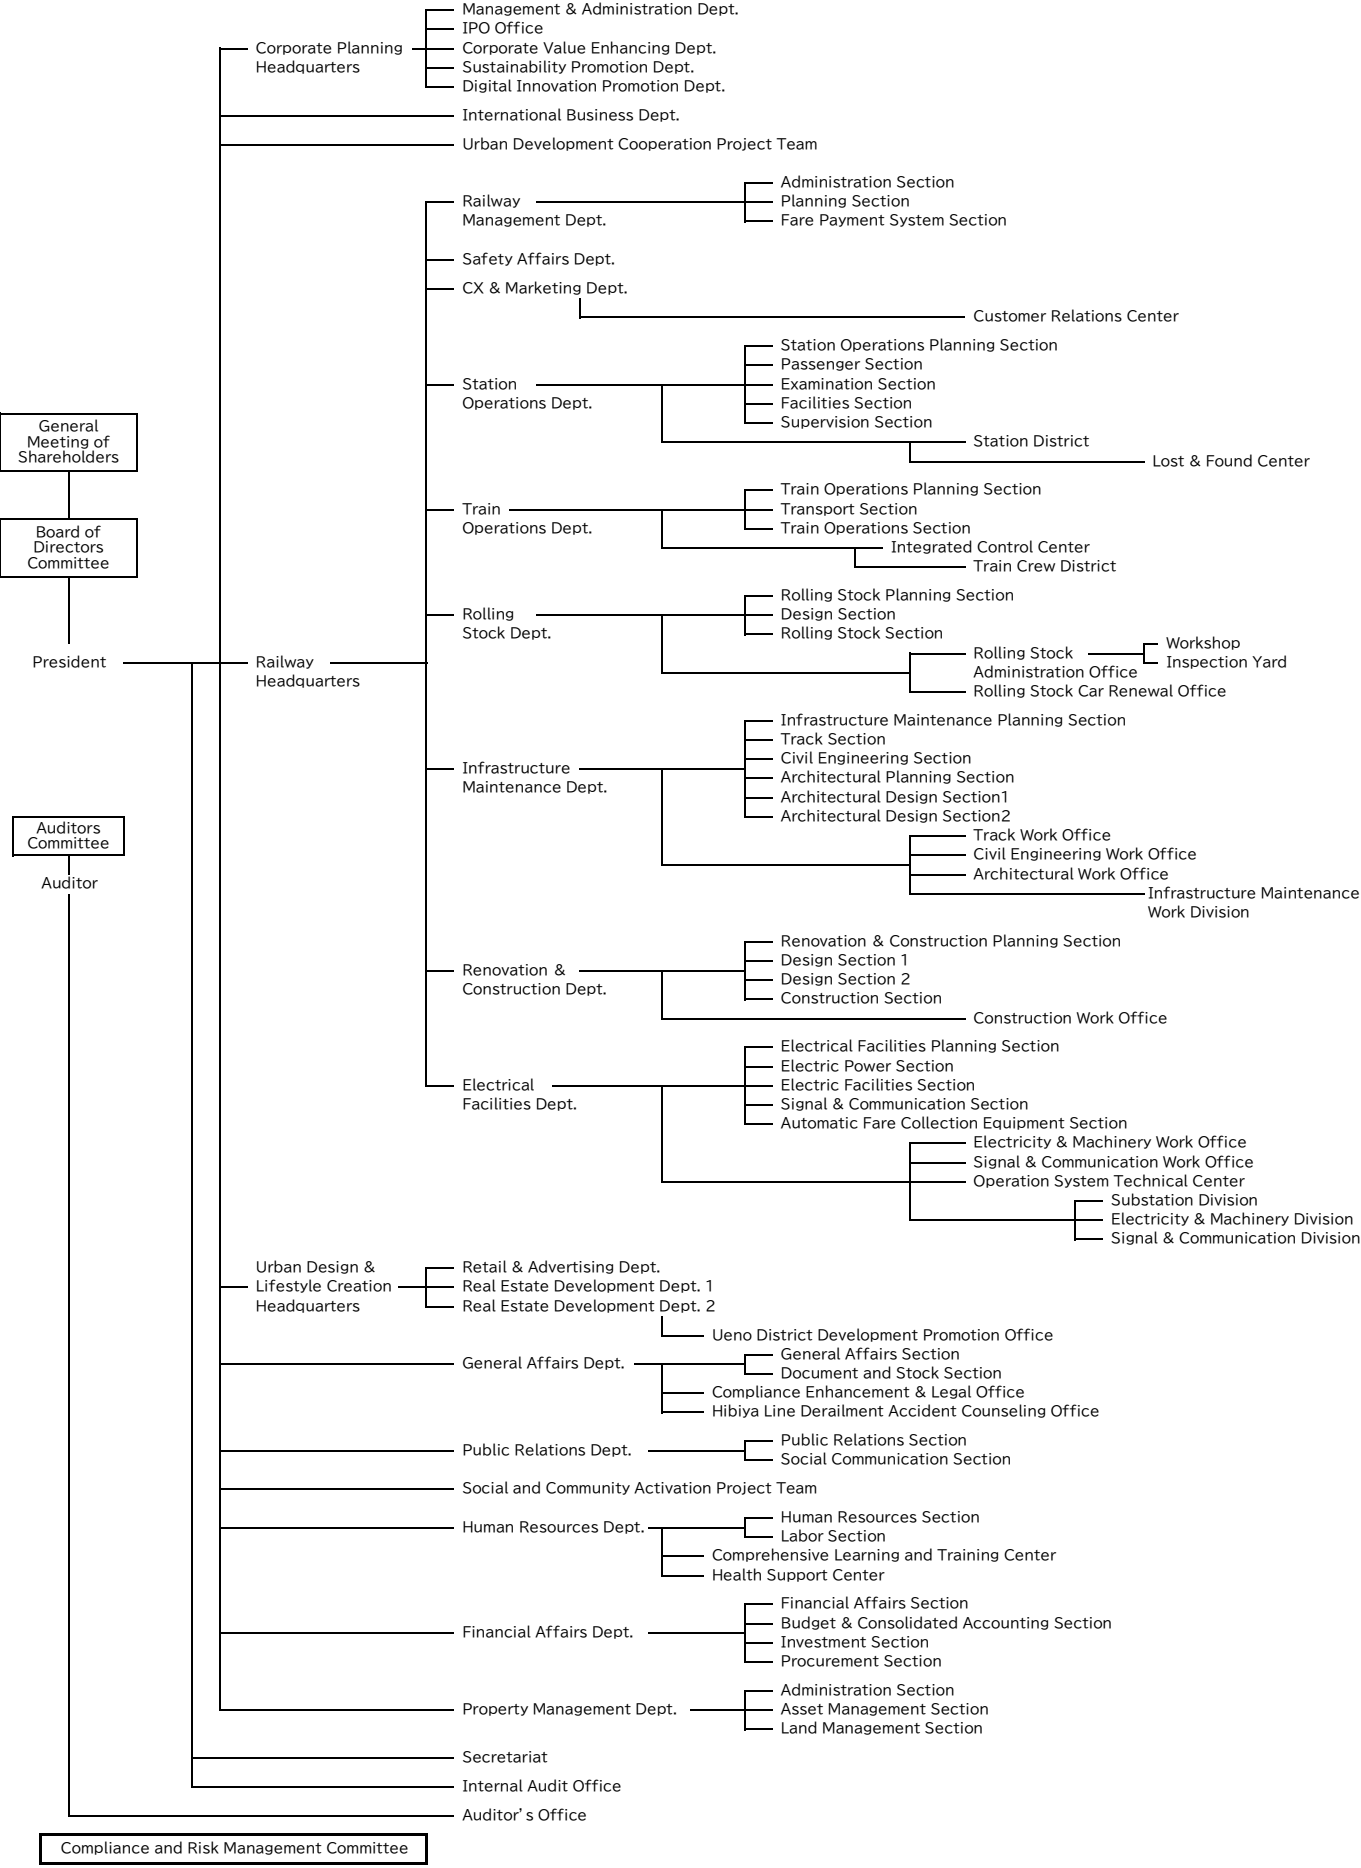 Management & Administration Dept.
IPO Office
Corporate Planning
Headquarters
Corporate Value Enhancing Dept.
Sustainability Promotion Dept.
Digital Innovation Promotion Dept.
International Business Dept.
Urban Development Cooperation Project Team
Railway
Management Dept.
Administration Section
Planning Section
Fare Payment System Section
Safety Affairs Dept.
CX & Marketing Dept.
Customer Relations Center
Station
Operations Dept.
Station Operations Planning Section
Passenger Section
Examination Section
Facilities Section
Supervision Section
Station District
Lost & Found Center
General
Meeting of
Shareholders
Board of
Directors
Committee
President
Train
Operations Dept.
Train Operations Planning Section
Transport Section
Train Operations Section
Integrated Control Center
Train Crew District
Rolling
Stock Dept.
Rolling Stock Planning Section
Design Section
Rolling Stock Section
Rolling Stock
Administration Office
Workshop
Inspection Yard
Rolling Stock Car Renewal Office
Railway
Headquarters
Infrastructure
Maintenance Dept.
Infrastructure Maintenance Planning Section
Track Section
Civil Engineering Section
Architectural Planning Section
Architectural Design Section1
Architectural Design Section2
Track Work Office
Civil Engineering Work Office
Architectural Work Office
Infrastructure Maintenance
Work Division
Auditors
Committee
Auditor
Renovation &
Construction Dept.
Renovation & Construction Planning Section
Design Section 1
Design Section 2
Construction Section
Construction Work Office
Electrical
Facilities Dept.
Electrical Facilities Planning Section
Electric Power Section
Electric Facilities Section
Signal & Communication Section
Automatic Fare Collection Equipment Section
Electricity & Machinery Work Office
Signal & Communication Work Office
Operation System Technical Center
Substation Division
Electricity & Machinery Division
Signal & Communication Division
Urban Design &
Lifestyle Creation
Headquarters
Retail & Advertising Dept.
Real Estate Development Dept. 1
Real Estate Development Dept. 2
Ueno District Development Promotion Office
General Affairs Dept.
General Affairs Section
Document and Stock Section
Compliance Enhancement & Legal Office
Hibiya Line Derailment Accident Counseling Office
Public Relations Dept.
Public Relations Section
Social Communication Section
Social and Community Activation Project Team
Human Resources Dept.
Human Resources Section
Labor Section
Comprehensive Learning and Training Center
Health Support Center
Financial Affairs Dept.
Financial Affairs Section
Budget & Consolidated Accounting Section
Investment Section
Procurement Section
Property Management Dept.
Administration Section
Asset Management Section
Land Management Section
Secretariat
Internal Audit Office
Auditor’s Office
Compliance and Risk Management Committee